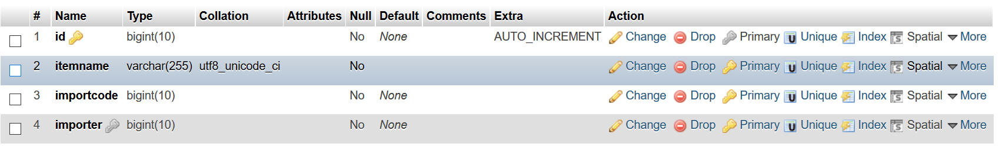 # Name Type Collation Attributes Null Default Comments Extra Action
1 id bigint(10) No None AUTO_INCREMENT Change Drop Primary U Unique Index S Spatial More
2 itemname varchar(255) utf8_unicode_ci No Change Drop Primary U Unique Index S Spatial More
3 importcode bigint(10) No None Change Drop Primary U Unique Index S Spatial More
4 importer bigint(10) No None Change Drop Primary U Unique Index S Spatial More